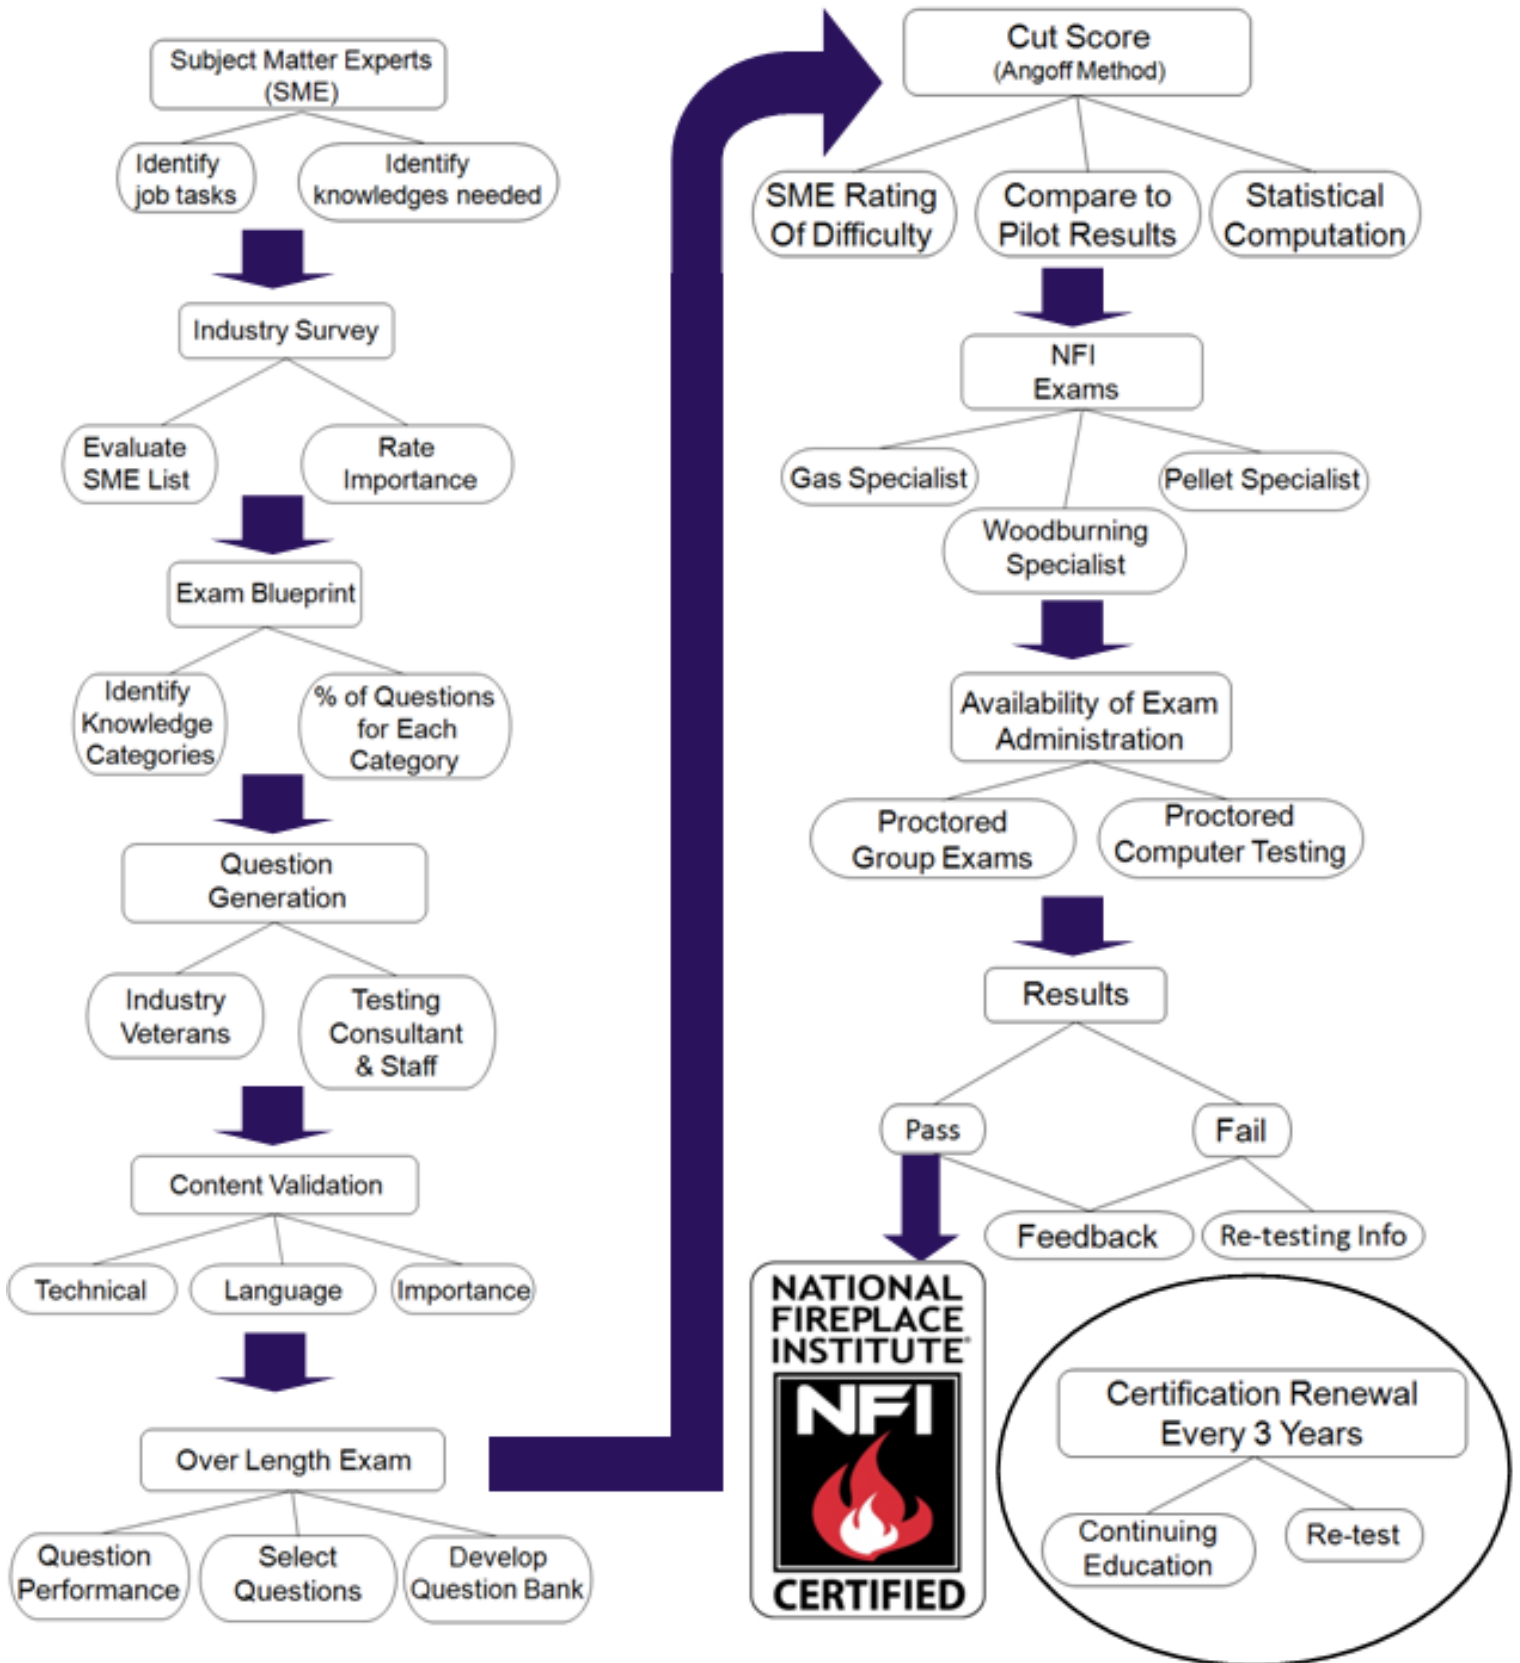 Subject Matter Experts
(SME)
Identify
job tasks
Identify
knowledges needed
Industry Survey
Evaluate
SME List
Rate
Importance
Exam Blueprint
Identify
Knowledge
Categories
% of Questions
for Each
Category
Question
Generation
Industry
Veterans
Testing
Consultant
& Staff
Content Validation
Technical
Language
Importance
Over Length Exam
Question
Performance
Select
Questions
Develop
Question Bank
Cut Score
(Angoff Method)
SME Rating
Of Difficulty
Compare to
Pilot Results
Statistical
Computation
NFI
Exams
Gas Specialist
Woodburning
Specialist
Pellet Specialist
Availability of Exam
Administration
Proctored
Group Exams
Proctored
Computer Testing
Results
Pass
Fail
Feedback
Re-testing Info
NATIONAL
FIREPLACE
INSTITUTE®
NFI
CERTIFIED
Certification Renewal
Every 3 Years
Continuing
Education
Re-test